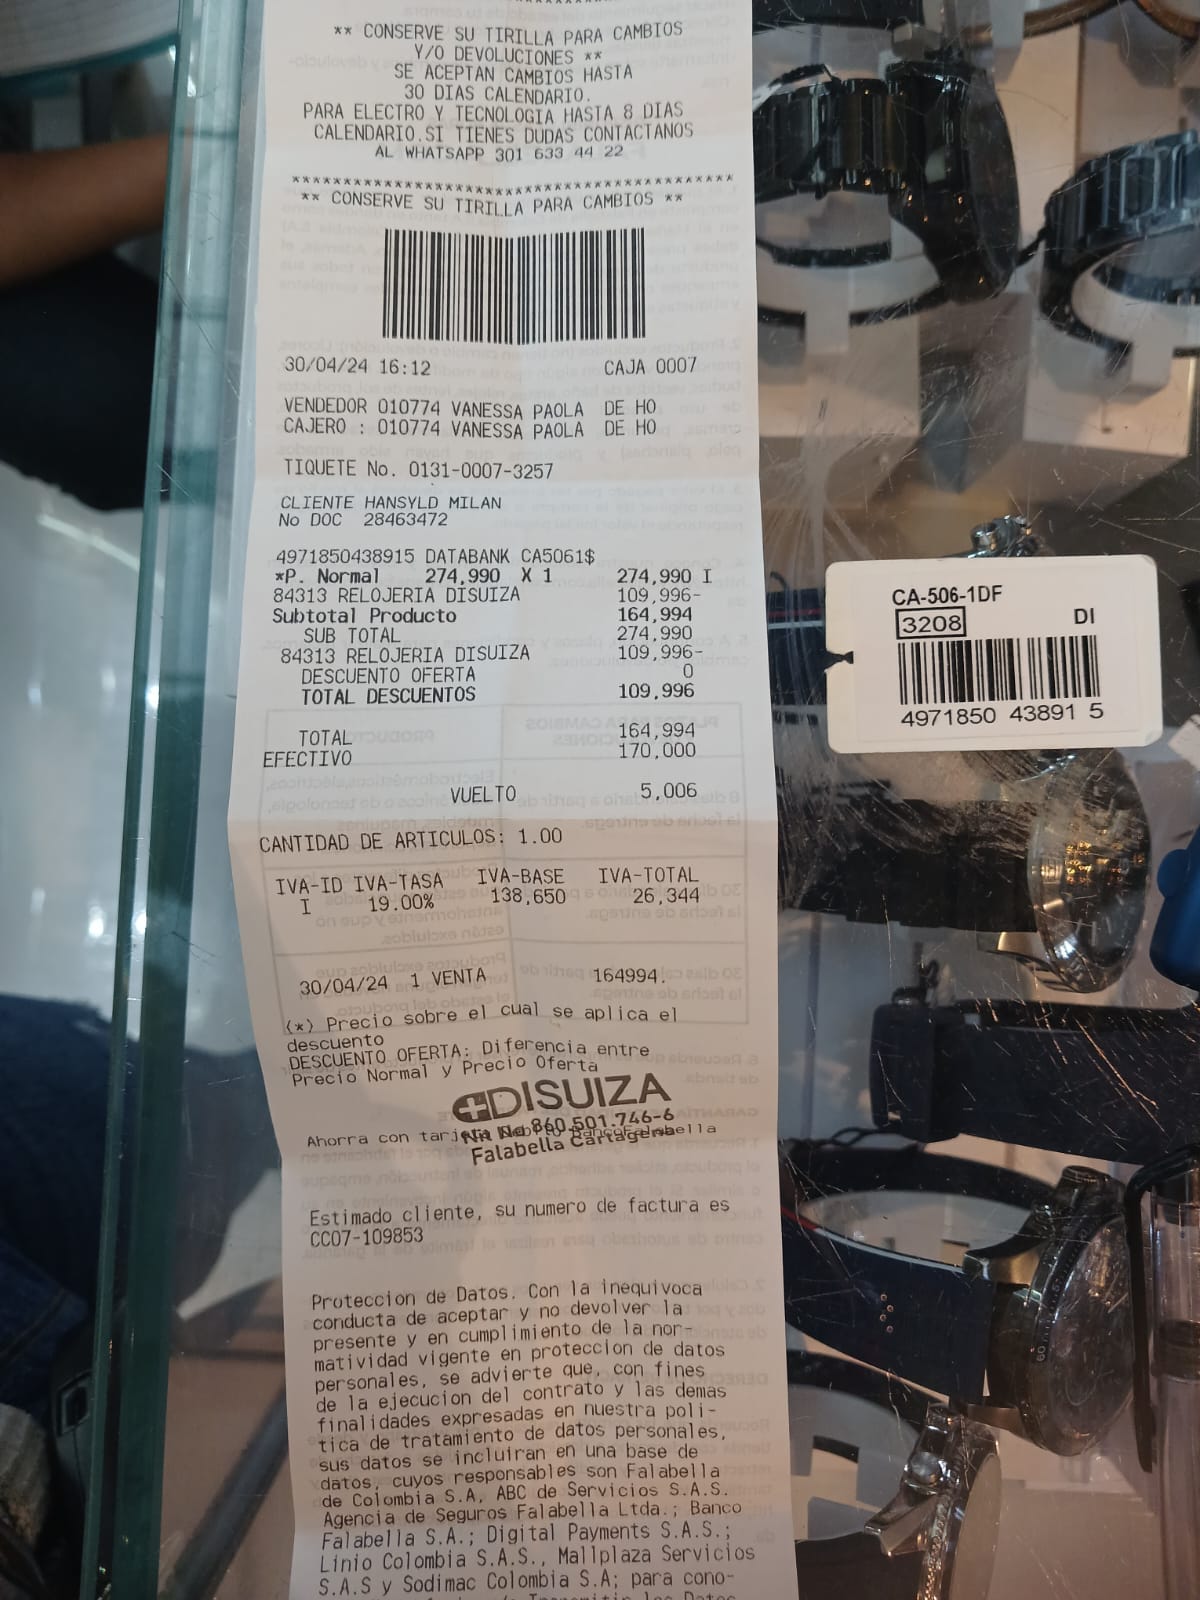 ** CONSERVE SU TIRILLA PARA CAMBIOS
Y/O DEVOLUCIONES **
SE ACEPTAN CAMBIOS HASTA
30 DIAS CALENDARIO.
PARA ELECTRO Y TECNOLOGIA HASTA 8 DIAS
CALENDARIO.SI TIENES DUDAS CONTACTANOS
AL WHATSAPP 301 633 44 22
****************************************
** CONSERVE SU TIRILLA PARA CAMBIOS **
30/04/24 16:12 CAJA 0007
VENDEDOR 010774 VANESSA PAOLA DE HO
CAJERO : 010774 VANESSA PAOLA DE HO
TIQUETE No. 0131-0007-3257
CLIENTE HANSYLD MILAN
No DOC 28463472
4971850438915 DATABANK CA5061$
*P. Normal 274,990 X 1 274,990 I
84313 RELOJERIA DISUIZA 109,996-
Subtotal Producto 164,994
SUB TOTAL 274,990
84313 RELOJERIA DISUIZA 109,996-
DESCUENTO OFERTA 0
TOTAL DESCUENTOS 109,996
TOTAL 164,994
EFECTIVO 170,000
VUELTO 5,006
CANTIDAD DE ARTICULOS: 1.00
IVA-ID IVA-TASA IVA-BASE IVA-TOTAL
I 19.00% 138,650 26,344
30/04/24 1 VENTA 164994.
(*) Precio sobre el cual se aplica el
descuento
DESCUENTO OFERTA: Diferencia entre
Precio Normal y Precio Oferta
DISUIZA
Nit No 860.501.746-6
Ahorra con tarjeta Debito BancoFalabella
Falabella Cartagena
Estimado cliente, su numero de factura es
CC07-109853
Proteccion de Datos. Con la inequivoca
conducta de aceptar y no devolver la
presente y en cumplimiento de la nor-
matividad vigente en proteccion de datos
personales, se advierte que, con fines
de la ejecucion del contrato y las demas
finalidades expresadas en nuestra poli-
tica de tratamiento de datos personales,
sus datos se incluiran en una base de
datos, cuyos responsables son Falabella
de Colombia S.A, ABC de Servicios S.A.S.
Agencia de Seguros Falabella Ltda.; Banco
Falabella S.A.; Digital Payments S.A.S.;
Linio Colombia S.A.S., Mallplaza Servicios
S.A.S y Sodimac Colombia S.A; para cono-
CA-506-1DF
3208 DI
4971850 43891 5